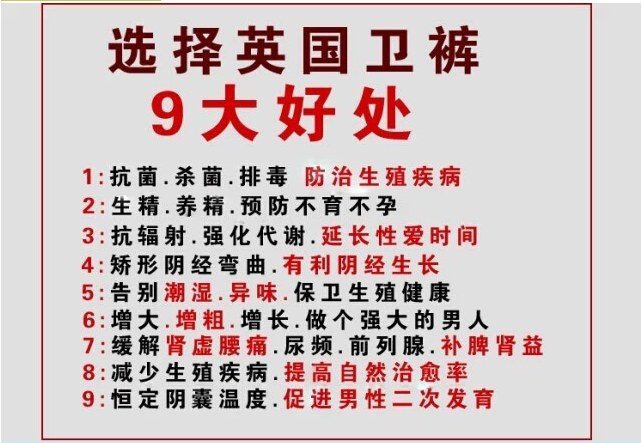 选择英国卫裤
9大好处
1:抗菌.杀菌.排毒 防治生殖疾病
2:生精.养精.预防不育不孕
3:抗辐射.强化代谢.延长性爱时间
4:矫形阴经弯曲.有利阴经生长
5:告别潮湿.异味.保卫生殖健康
6:增大.增粗.增长.做个强大的男人
7:缓解肾虚腰痛.尿频.前列腺.补脾肾益
8:减少生殖疾病.提高自然治愈率
9:恒定阴囊温度.促进男性二次发育